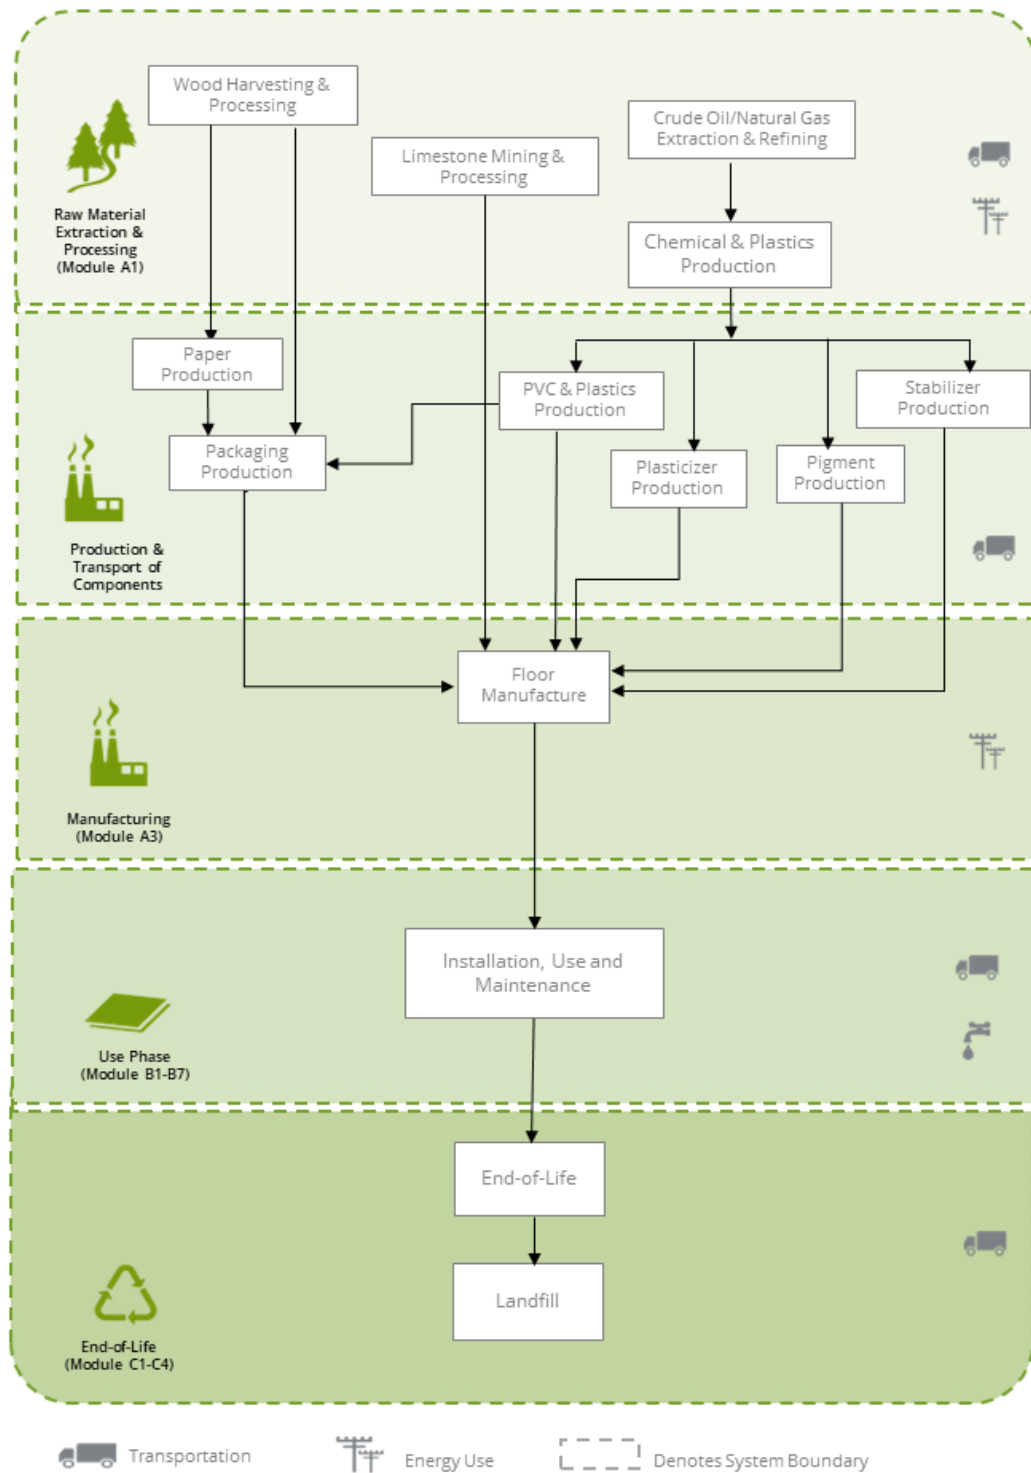 Wood Harvesting &
Processing
Crude Oil/Natural Gas
Extraction & Refining
Limestone Mining &
Processing
Raw Material
Extraction &
Processing
(Module A1)
Chemical & Plastics
Production
Paper
Production
PVC & Plastics
Production
Stabilizer
Production
Packaging
Production
Plasticizer
Production
Pigment
Production
Production &
Transport of
Components
Floor
Manufacture
Manufacturing
(Module A3)
Installation, Use and
Maintenance
Use Phase
(Module B1-B7)
End-of-Life
Landfill
End-of-Life
(Module C1-C4)
Transportation
Energy Use
Denotes System Boundary